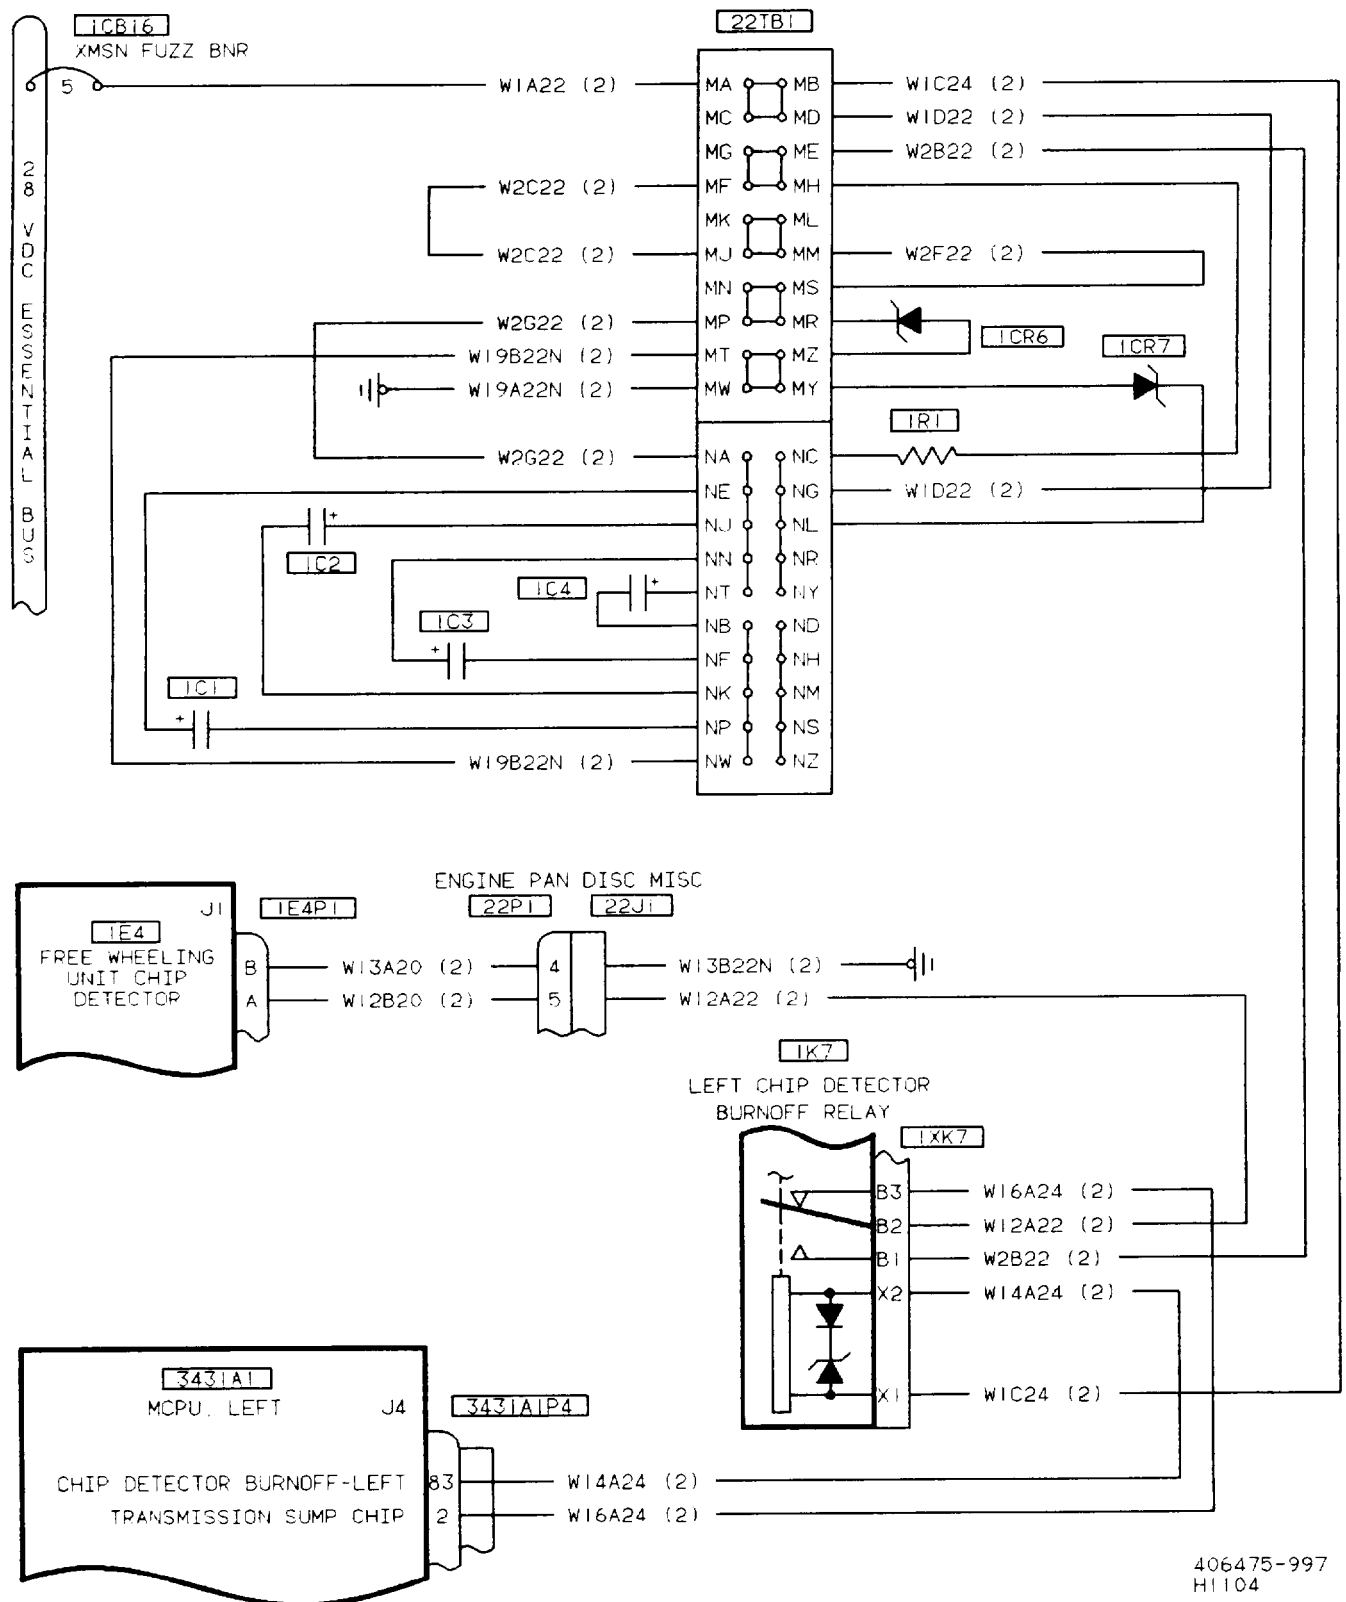 1CB16
XMSN FUZZ BNR
5
28 VDC ESSENTIAL BUS
22TB1
W1A22 (2) MA MB W1C24 (2)
MC MD W1D22 (2)
MG ME W2B22 (2)
W2C22 (2) MF MH
MK ML
W2C22 (2) MJ MM W2F22 (2)
MN MS
W2G22 (2) MP MR
1CR6
1CR7
W19B22N (2) MT MZ
W19A22N (2) MW MY
1R1
W2G22 (2) NA NC
NE NG W1D22 (2)
+ NJ NL
1C2
NN NR
1C4 + NT NY
1C3
NB ND
+ NF NH
1C1
NK NM
+ NP NS
W19B22N (2) NW NZ
ENGINE PAN DISC MISC
J1 1E4P1 22P1 22J1
1E4
FREE WHEELING
UNIT CHIP
DETECTOR
B W13A20 (2) 4 W13B22N (2)
A W12B20 (2) 5 W12A22 (2)
1K7
LEFT CHIP DETECTOR
BURNOFF RELAY
1XK7
B3 W16A24 (2)
B2 W12A22 (2)
B1 W2B22 (2)
X2 W14A24 (2)
X1 W1C24 (2)
3431A1
MCPU, LEFT J4 3431A1P4
CHIP DETECTOR BURNOFF-LEFT 83 W14A24 (2)
TRANSMISSION SUMP CHIP 2 W16A24 (2)
406475-997
H1104